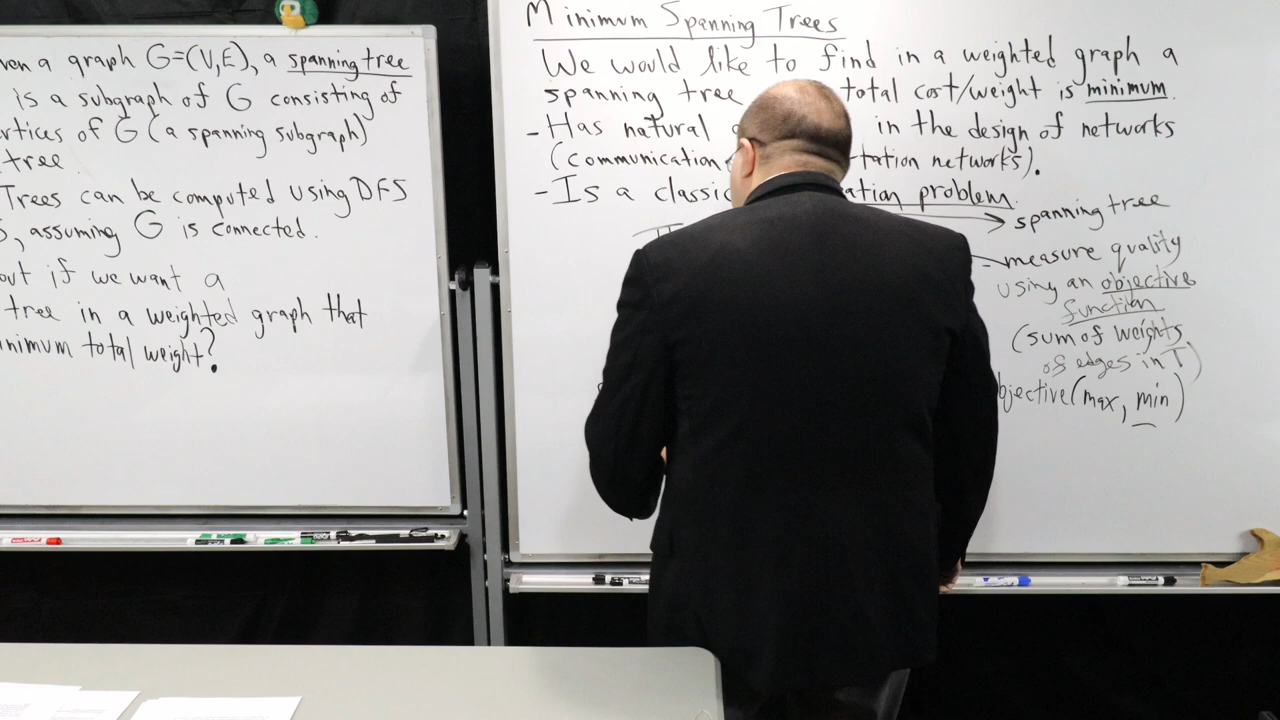 ven a graph G=(V,E), a spanning tree
is a subgraph of G consisting of
rtices of G (a spanning subgraph)
tree.
Trees can be computed using DFS
S, assuming G is connected.
out if we want a
tree in a weighted graph that
nimum total weight?
Minimum Spanning Trees
We would like to find in a weighted graph a
spanning tree total cost/weight is minimum.
- Has natural in the design of networks
(communication tation networks).
- Is a classic ation problem.
spanning tree
- measure quality
using an objective
function
(sum of weights
of edges in T)
bjective (max, min)